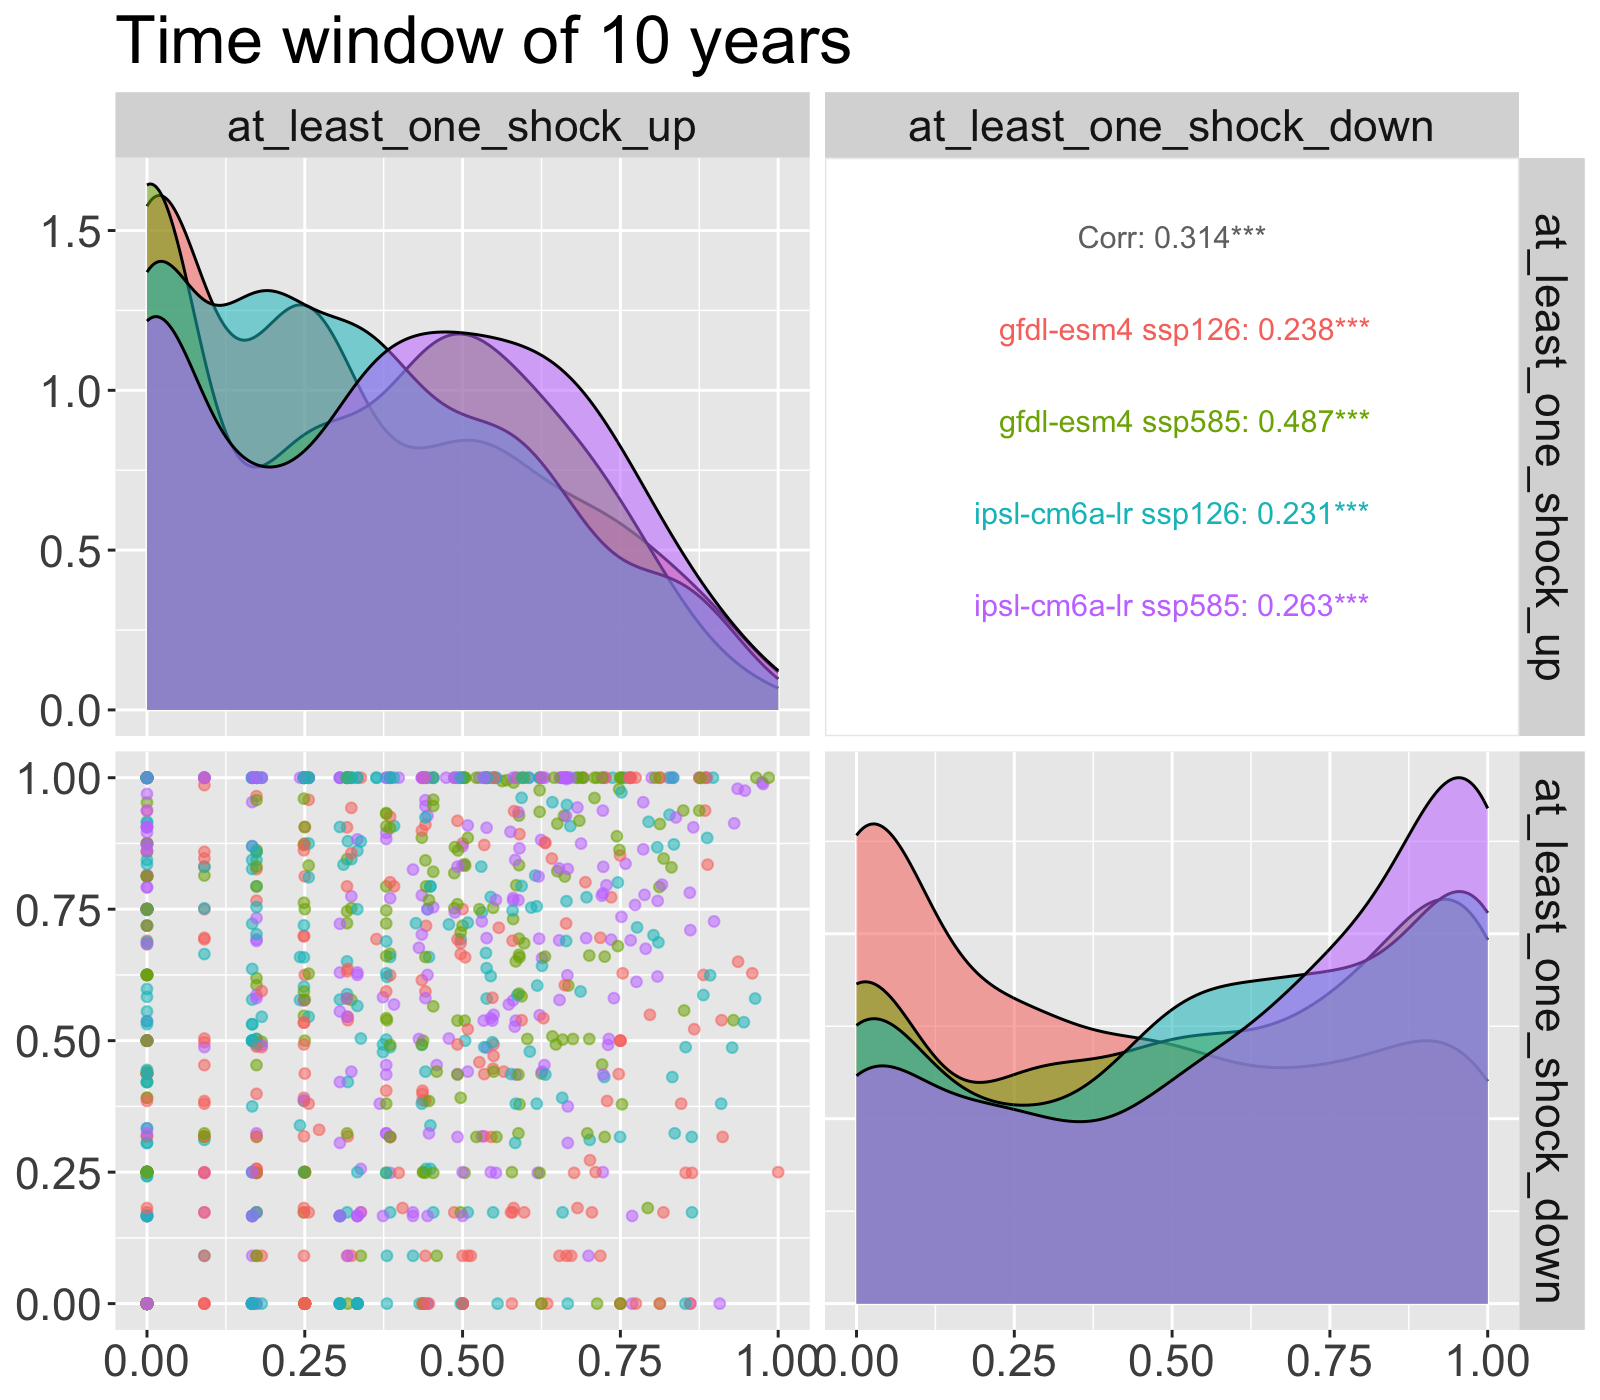 Time window of 10 years
at_least_one_shock_up
at_least_one_shock_down
1.5
1.0
0.5
0.0
Corr: 0.314***
gfdl-esm4 ssp126: 0.238***
gfdl-esm4 ssp585: 0.487***
ipsl-cm6a-lr ssp126: 0.231***
ipsl-cm6a-lr ssp585: 0.263***
at_least_one_shock_up
1.00
0.75
0.50
0.25
0.00
at_least_one_shock_down
0.00 0.25 0.50 0.75 1.00
0.00 0.25 0.50 0.75 1.00